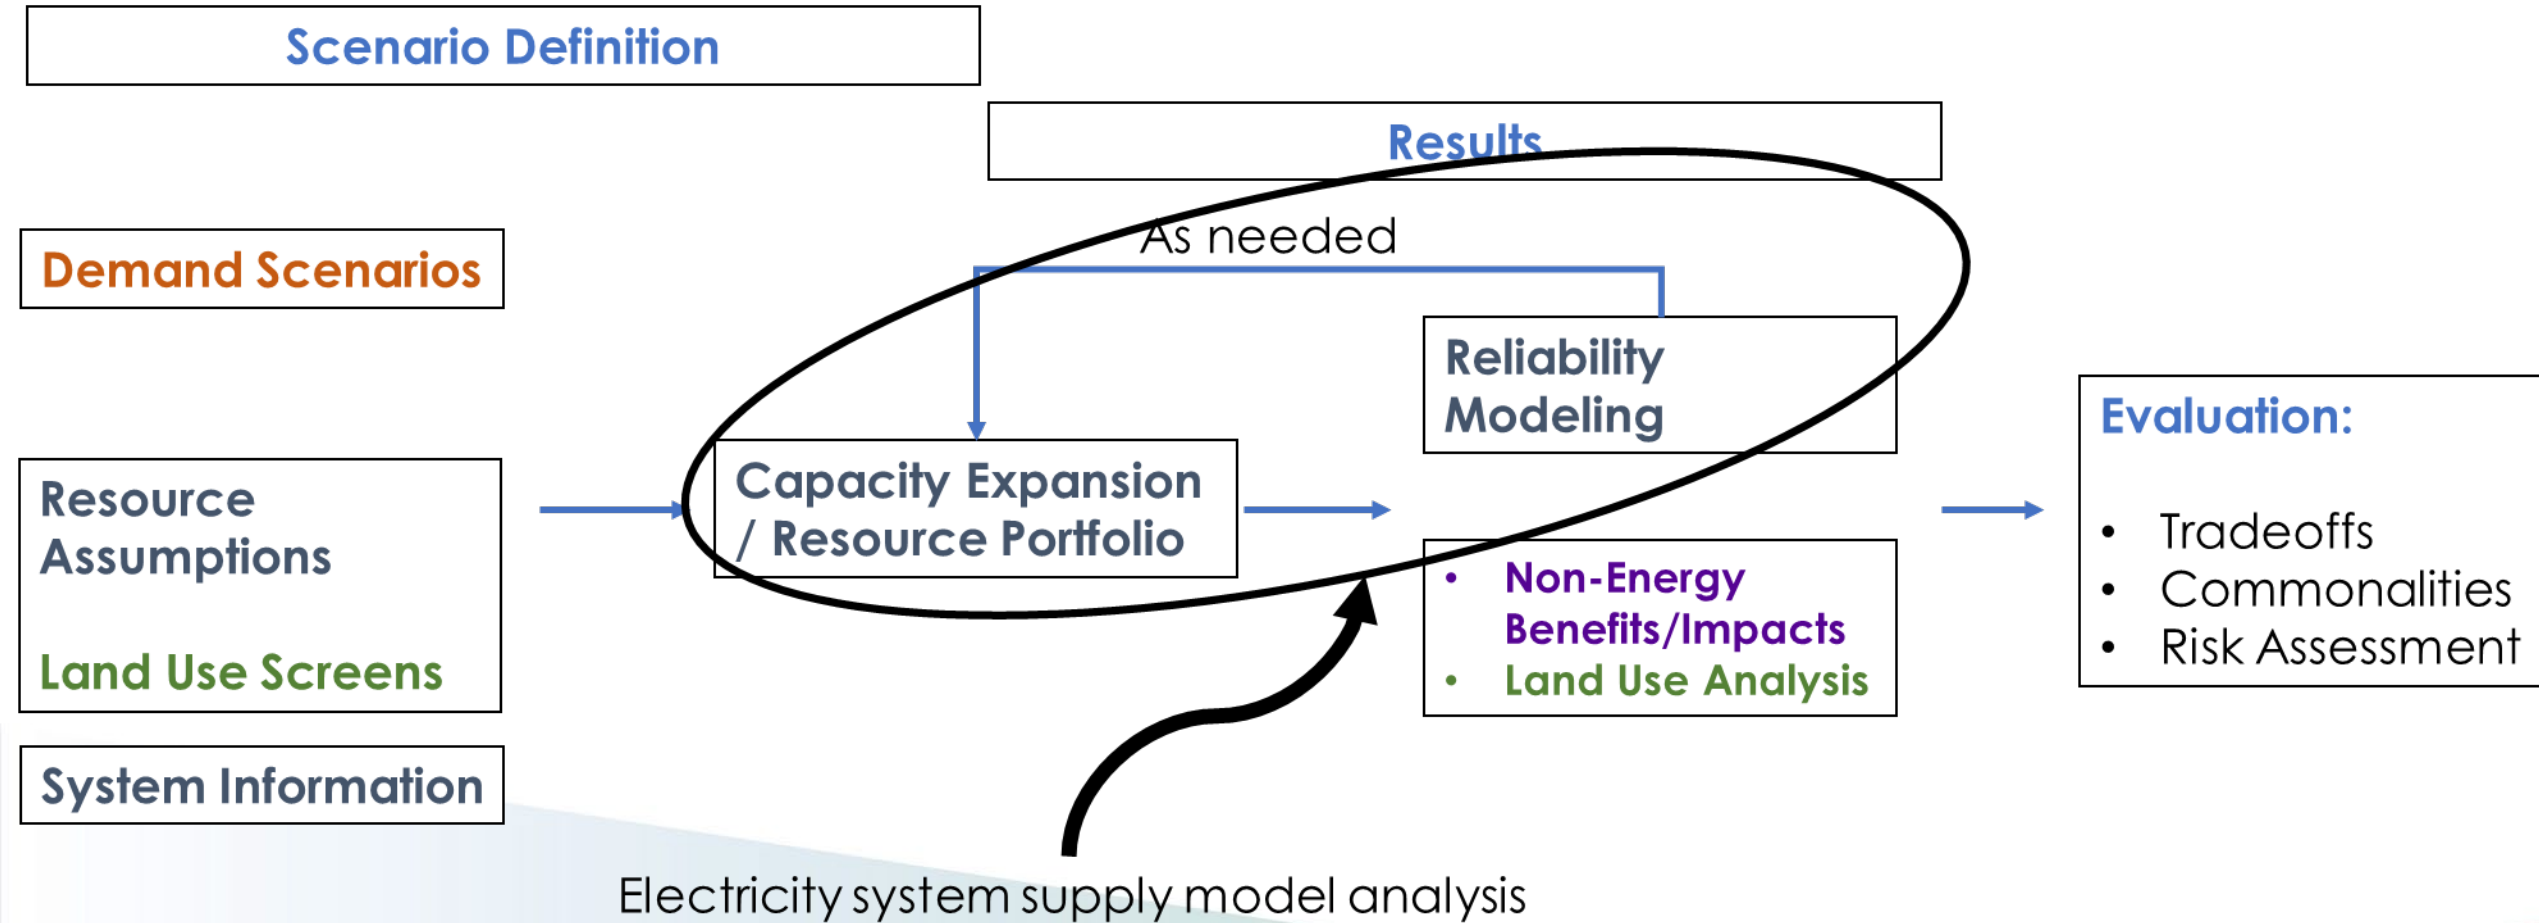 Scenario Definition
Results
As needed
Demand Scenarios
Resource
Assumptions
Land Use Screens
System Information
Capacity Expansion
/ Resource Portfolio
Reliability
Modeling
• Non-Energy
Benefits/Impacts
• Land Use Analysis
Evaluation:
• Tradeoffs
• Commonalities
• Risk Assessment
Electricity system supply model analysis